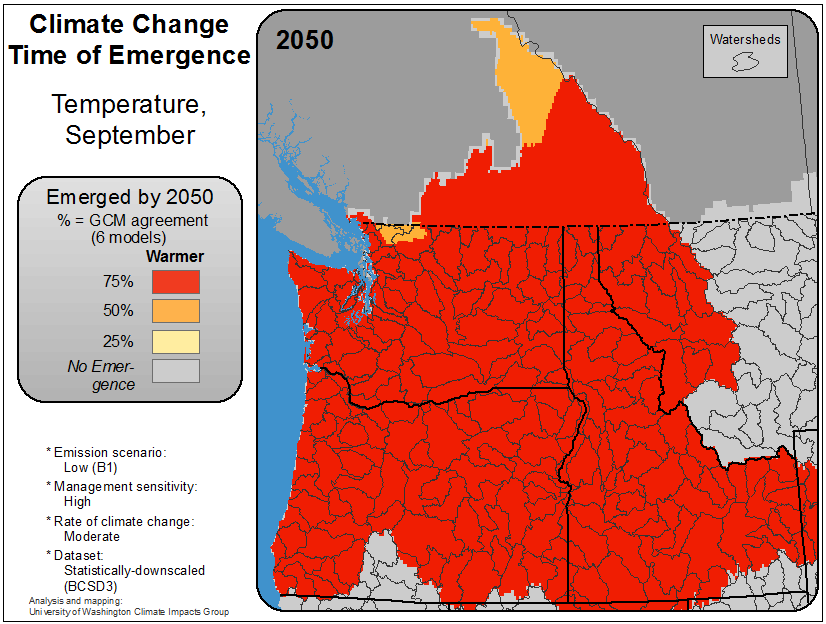 Climate Change
Time of Emergence
Temperature,
September
Emerged by 2050
% = GCM agreement
(6 models)
Warmer
75%
50%
25%
No Emer-
gence
* Emission scenario:
Low (B1)
* Management sensitivity:
High
* Rate of climate change:
Moderate
* Dataset:
Statistically-downscaled
(BCSD3)
Analysis and mapping:
University of Washington Climate Impacts Group
2050
Watersheds